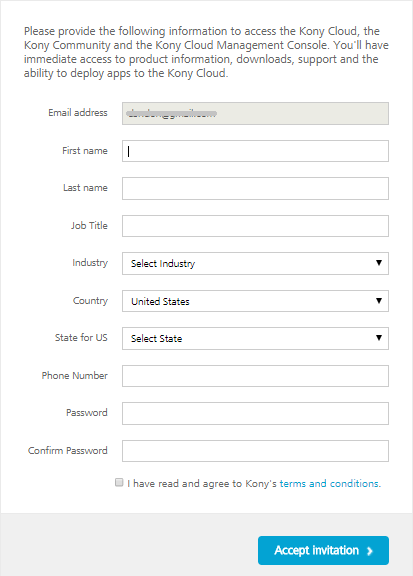 Please provide the following information to access the Kony Cloud, the
Kony Community and the Kony Cloud Management Console. You'll have
immediate access to product information, downloads, support and the
ability to deploy apps to the Kony Cloud.
Email address
First name
Last name
Job Title
Industry Select Industry
Country United States
State for US Select State
Phone Number
Password
Confirm Password
I have read and agree to Kony's terms and conditions.
Accept invitation